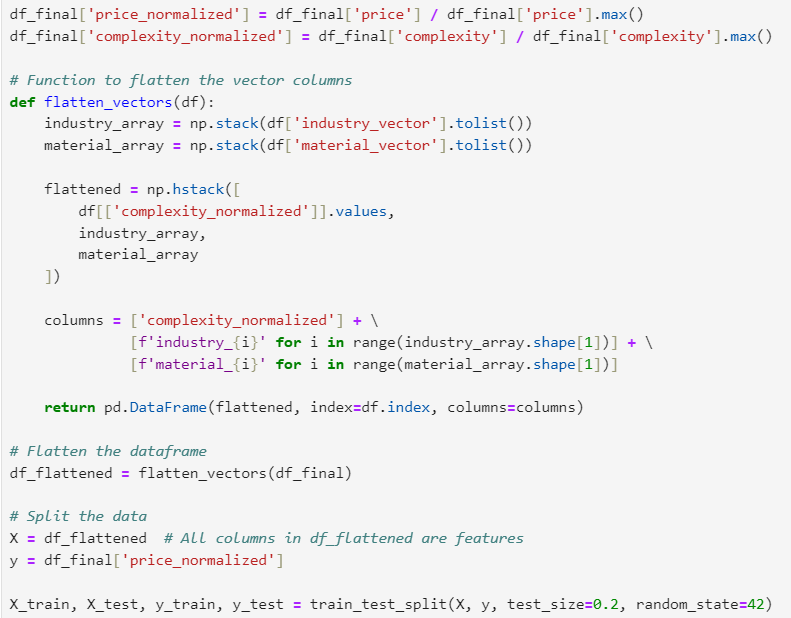 df_final['price_normalized'] = df_final['price'] / df_final['price'].max()
df_final['complexity_normalized'] = df_final['complexity'] / df_final['complexity'].max()

# Function to flatten the vector columns
def flatten_vectors(df):
    industry_array = np.stack(df['industry_vector'].tolist())
    material_array = np.stack(df['material_vector'].tolist())

    flattened = np.hstack([
        df[['complexity_normalized']].values,
        industry_array,
        material_array
    ])

    columns = ['complexity_normalized'] + \
              [f'industry_{i}' for i in range(industry_array.shape[1])] + \
              [f'material_{i}' for i in range(material_array.shape[1])]

    return pd.DataFrame(flattened, index=df.index, columns=columns)

# Flatten the dataframe
df_flattened = flatten_vectors(df_final)

# Split the data
X = df_flattened  # All columns in df_flattened are features
y = df_final['price_normalized']

X_train, X_test, y_train, y_test = train_test_split(X, y, test_size=0.2, random_state=42)